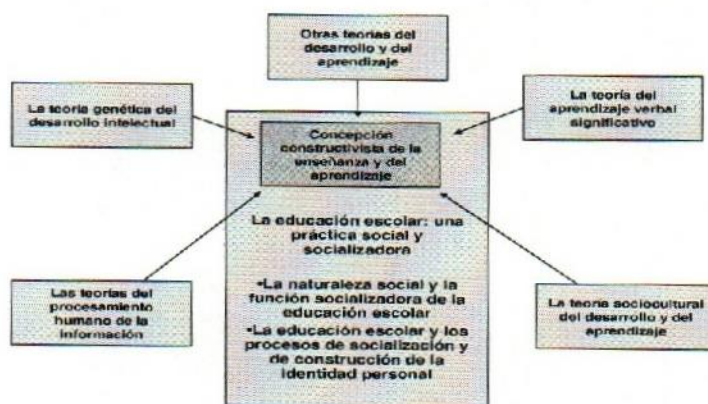 Otras teorías del
desarrollo y del
aprendizaje
La teoría genética del
desarrollo intelectual
La teoría del
aprendizaje verbal
significativo
Concepción
constructivista de la
enseñanza y del
aprendizaje
La educación escolar: una
práctica social y
socializadora
•La naturaleza social y la
función socializadora de la
educación escolar
•La educación escolar y los
procesos de socialización y
de construcción de la
identidad personal
Las teorías del
procesamiento
humano de la
información
La teoría sociocultural
del desarrollo y del
aprendizaje